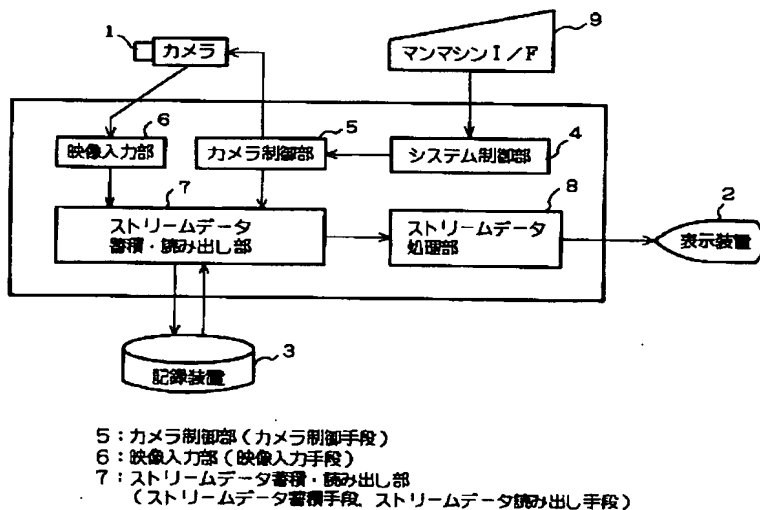 1
カメラ
9
マンマシンI/F
6
映像入力部
5
カメラ制御部
4
システム制御部
7
ストリームデータ
蓄積・読み出し部
8
ストリームデータ
処理部
2
表示装置
3
記録装置
5:カメラ制御部(カメラ制御手段)
6:映像入力部(映像入力手段)
7:ストリームデータ蓄積・読み出し部
(ストリームデータ蓄積手段、ストリームデータ読み出し手段)